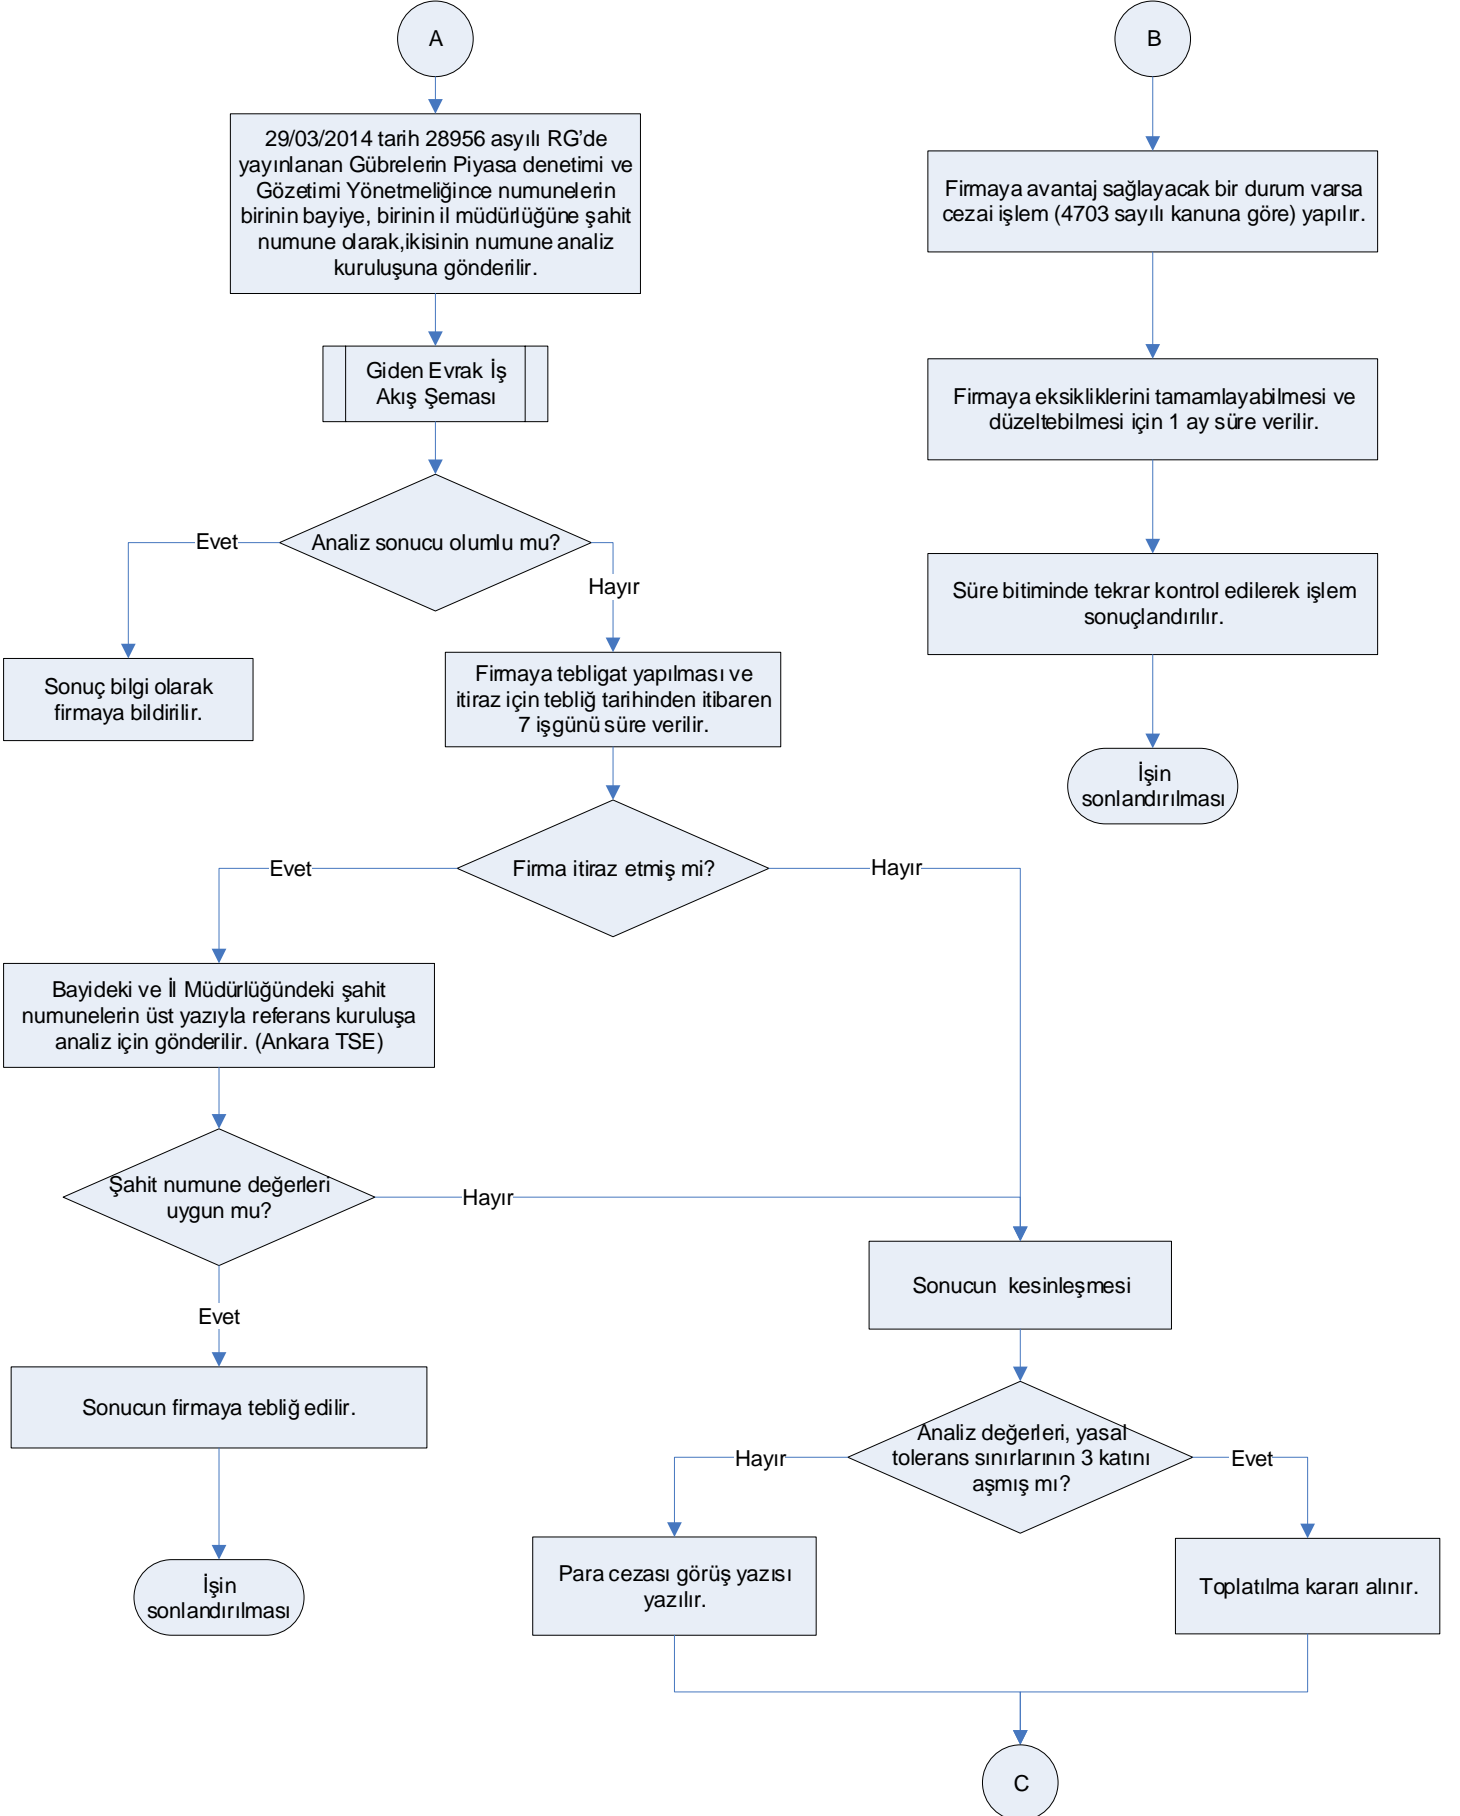 A
29/03/2014 tarih 28956 asyılı RG’de
yayınlanan Gübrelerin Piyasa denetimi ve
Gözetimi Yönetmeliğince numunelerin
birinin bayiye, birinin il müdürlüğüne şahit
numune olarak,ikisinin numune analiz
kuruluşuna gönderilir.
Giden Evrak İş
Akış Şeması
Analiz sonucu olumlu mu?
Evet
Hayır
Sonuç bilgi olarak
firmaya bildirilir.
Firmaya tebligat yapılması ve
itiraz için tebliğ tarihinden itibaren
7 işgünü süre verilir.
Firma itiraz etmiş mi?
Evet
Hayır
Bayideki ve İl Müdürlüğündeki şahit
numunelerin üst yazıyla referans kuruluşa
analiz için gönderilir. (Ankara TSE)
Şahit numune değerleri
uygun mu?
Hayır
Evet
Sonucun firmaya tebliğ edilir.
İşin
sonlandırılması
Sonucun kesinleşmesi
Analiz değerleri, yasal
tolerans sınırlarının 3 katını
aşmış mı?
Hayır
Evet
Para cezası görüş yazısı
yazılır.
Toplatılma kararı alınır.
C
B
Firmaya avantaj sağlayacak bir durum varsa
cezai işlem (4703 sayılı kanuna göre) yapılır.
Firmaya eksikliklerini tamamlayabilmesi ve
düzeltebilmesi için 1 ay süre verilir.
Süre bitiminde tekrar kontrol edilerek işlem
sonuçlandırılır.
İşin
sonlandırılması